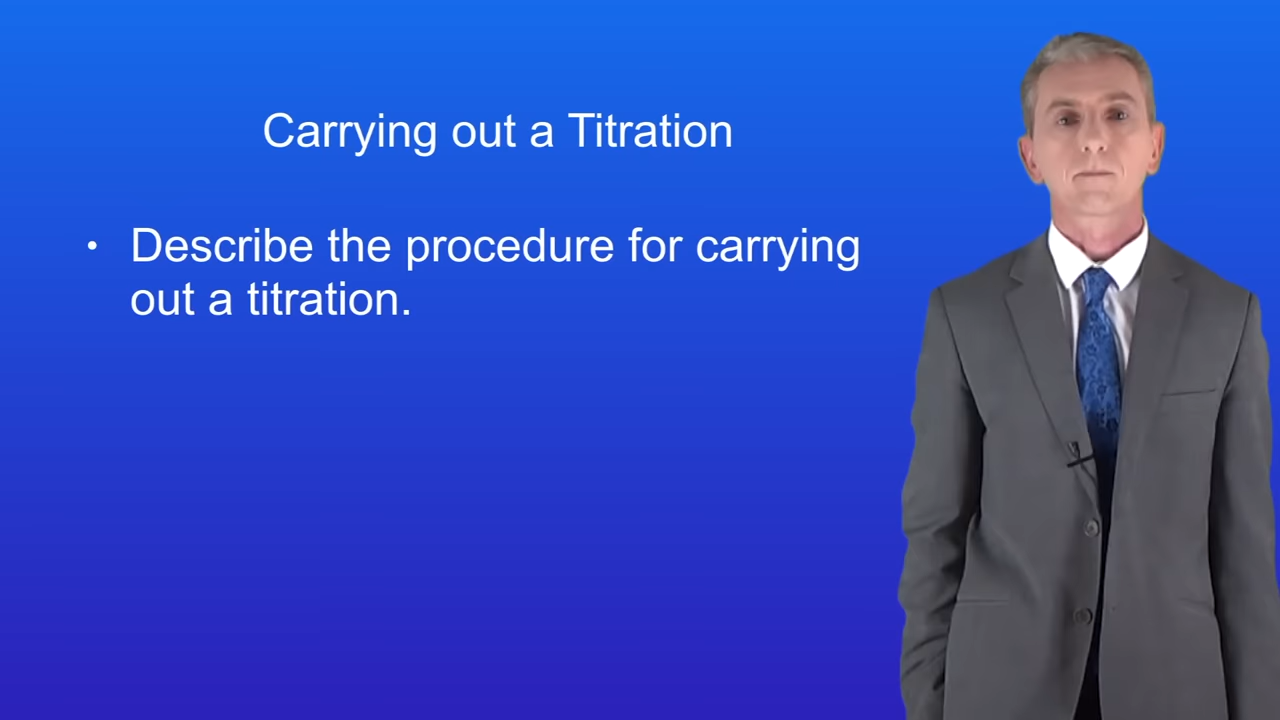 Carrying out a Titration
• Describe the procedure for carrying
out a titration.